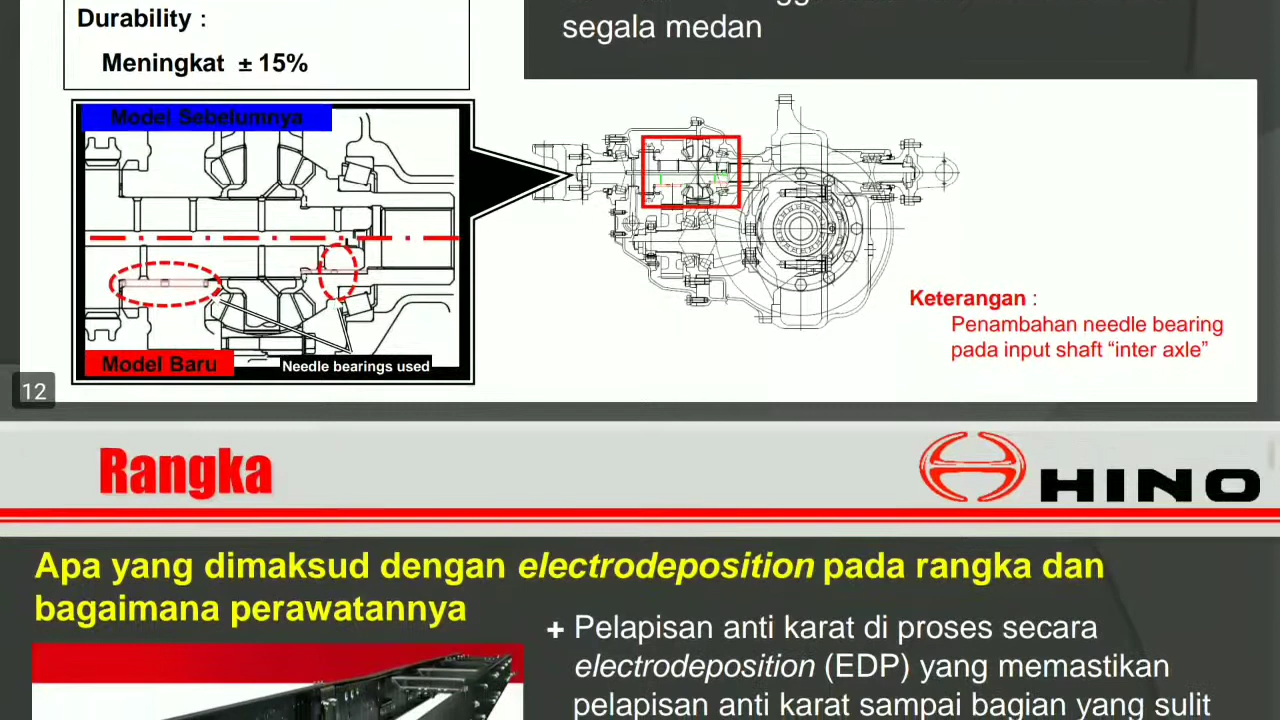 Durability :
Meningkat ± 15%
segala medan
Model Sebelumnya
Model Baru
Needle bearings used
Keterangan :
Penambahan needle bearing
pada input shaft “inter axle”
12
Rangka
HINO
Apa yang dimaksud dengan electrodeposition pada rangka dan
bagaimana perawatannya
+ Pelapisan anti karat di proses secara
electrodeposition (EDP) yang memastikan
pelapisan anti karat sampai bagian yang sulit